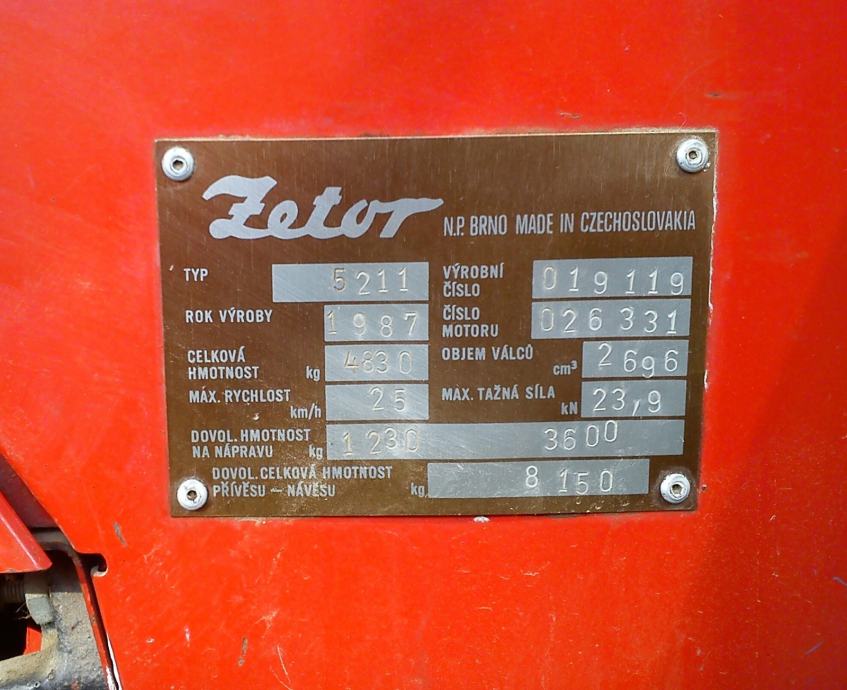 Zetor N.P. BRNO MADE IN CZECHOSLOVAKIA
TYP 5211 VÝROBNÍ ČÍSLO 019119
ROK VÝROBY 1987 ČÍSLO MOTORU 026331
CELKOVÁ HMOTNOST kg 4830 OBJEM VÁLCŮ cm³ 2696
MAX. RYCHLOST km/h 25 MAX. TAŽNÁ SÍLA kN 23,9
DOVOL. HMOTNOST NA NÁPRAVU kg 1230 3600
DOVOL. CELKOVÁ HMOTNOST PŘÍVĚSU - NÁVĚSU kg 8150